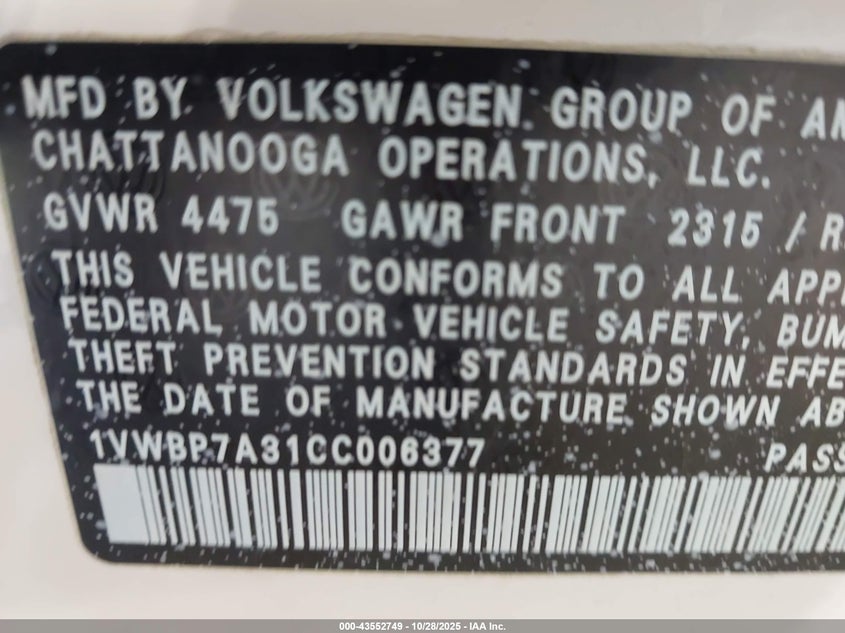 MFD BY VOLKSWAGEN GROUP OF AM
CHATTANOOGA OPERATIONS, LLC.
GVWR 4475 GAWR FRONT 2315 / R
THIS VEHICLE CONFORMS TO ALL APPL
FEDERAL MOTOR VEHICLE SAFETY, BUM
THEFT PREVENTION STANDARDS IN EFFE
THE DATE OF MANUFACTURE SHOWN AB
1VWBP7A31CC006377 PASS
000-43552749 - 10/28/2025 - IAA Inc.